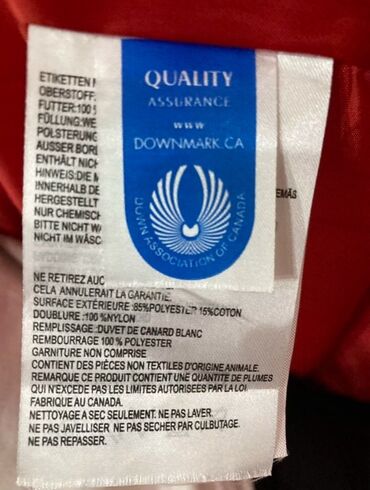 QUALITY
ASSURANCE
www
DOWNMARK.CA
DOWN ASSOCIATION OF CANADA
ETIKETTEN
OBERSTOFF:
FUTTER:100
FÜLLUNG:WE
POLSTERUNG
AUSSER BOR
ENTHÄLT NICH
HINWEIS:DIE
INNERHALB DE
HERGESTELLT
NUR CHEMISCH
BITTE NICHT
NICHT IM WÄSC
EMÄS
NE RETIREZ AUC
CELA ANNULERAIT LA GARANTIE.
SURFACE EXTÉRIEURE :85%POLYESTER 15%COTON
DOUBLURE :100 %NYLON
REMPLISSAGE :DUVET DE CANARD BLANC
REMBOURRAGE 100 % POLYESTER
GARNITURE NON COMPRISE
CONTIENT DES PIÈCES NON TEXTILES D'ORIGINE ANIMALE.
REMARQUE CE PRODUIT CONTIENT UNE QUANTITE DE PLUMES
QUI N'EXCEDE PAS LES LIMITES AUTORISEES PAR LA LOI.
FABRIQUE AU CANADA.
NETTOYAGE A SEC SEULEMENT. NE PAS LAVER.
NE PAS JAVELLISER NE PAS SECHER PAR CULBUTAGE.
NE PAS REPASSER.